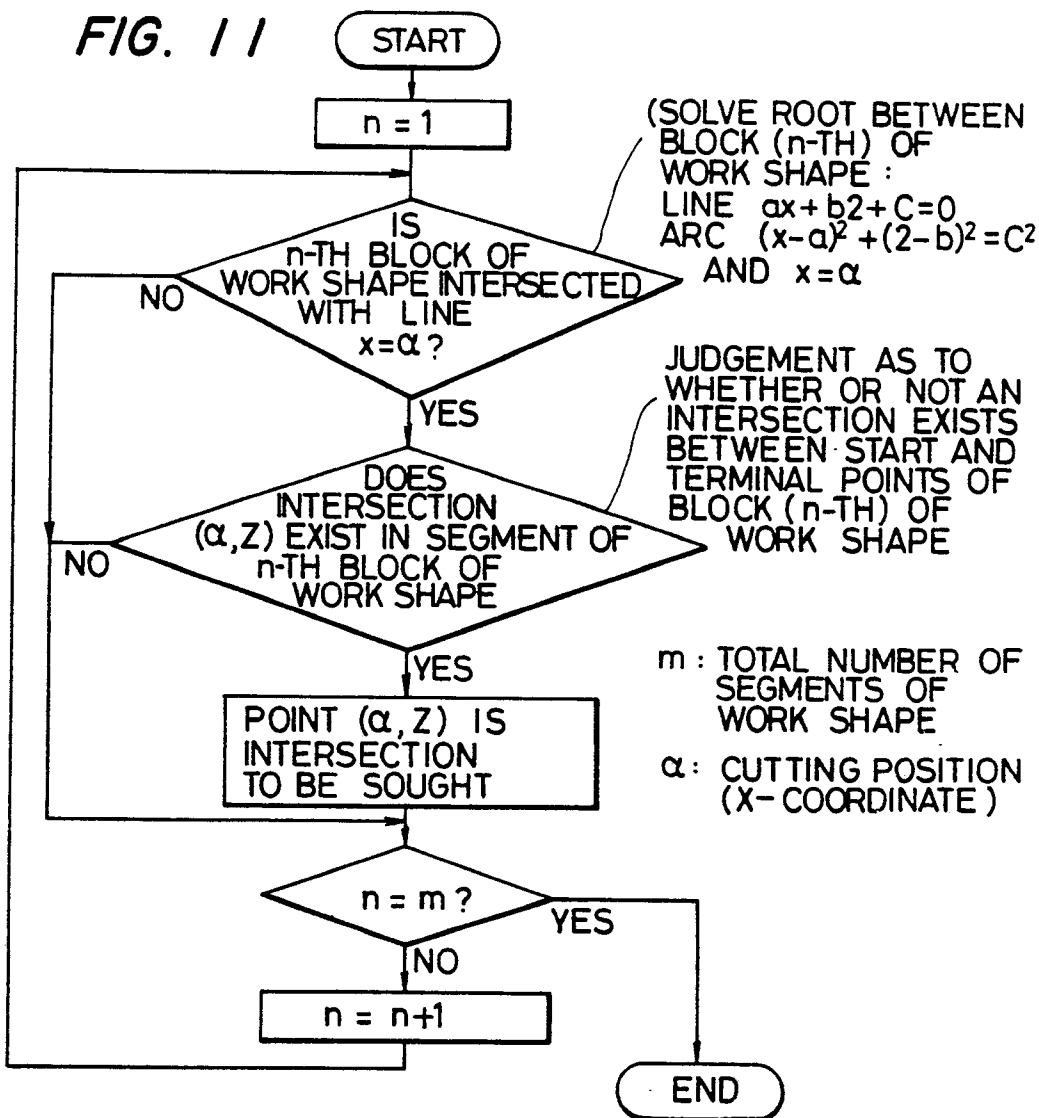 FIG. 11
START
n = 1
(SOLVE ROOT BETWEEN
BLOCK (n-TH) OF
WORK SHAPE :
LINE ax + b2 + C = 0
ARC (x-a)² + (2-b)² = C²
AND x = α
IS
n-TH BLOCK OF
WORK SHAPE INTERSECTED
WITH LINE
x = α ?
NO
YES
JUDGEMENT AS TO
WHETHER OR NOT AN
INTERSECTION EXISTS
BETWEEN START AND
TERMINAL POINTS OF
BLOCK (n-TH) OF
WORK SHAPE
DOES
INTERSECTION
(α, Z) EXIST IN SEGMENT OF
n-TH BLOCK OF
WORK SHAPE
NO
YES
m : TOTAL NUMBER OF
SEGMENTS OF
WORK SHAPE
α : CUTTING POSITION
(X-COORDINATE)
POINT (α, Z) IS
INTERSECTION
TO BE SOUGHT
n = m ?
YES
NO
n = n+1
END